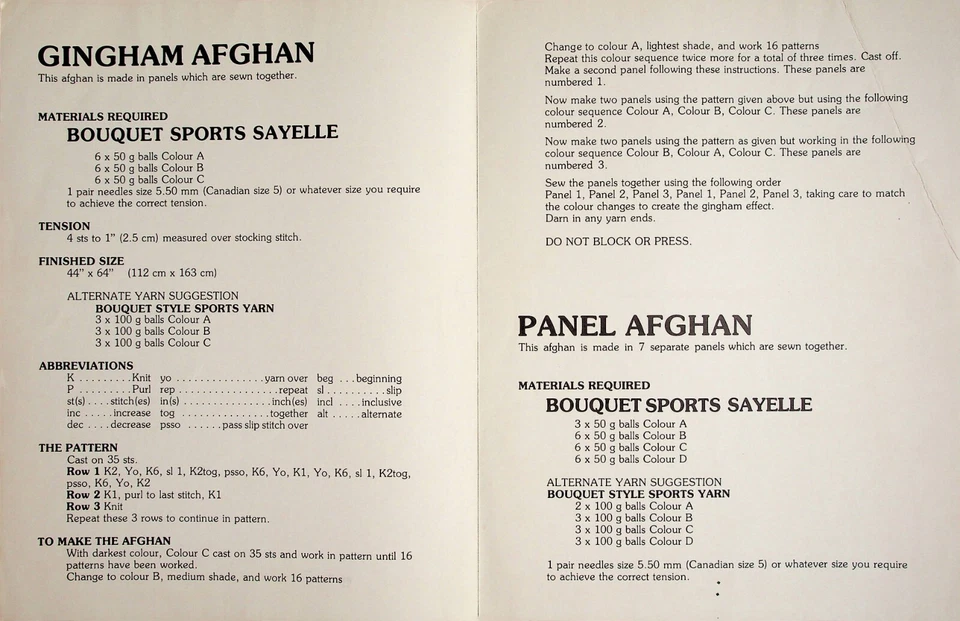 GINGHAM AFGHAN
This afghan is made in panels which are sewn together.
MATERIALS REQUIRED
BOUQUET SPORTS SAYELLE
6 x 50 g balls Colour A
6 x 50 g balls Colour B
6 x 50 g balls Colour C
1 pair needles size 5.50 mm (Canadian size 5) or whatever size you require
to achieve the correct tension.
TENSION
4 sts to 1" (2.5 cm) measured over stocking stitch.
FINISHED SIZE
44" x 64" (112 cm x 163 cm)
ALTERNATE YARN SUGGESTION
BOUQUET STYLE SPORTS YARN
3 x 100 g balls Colour A
3 x 100 g balls Colour B
3 x 100 g balls Colour C
ABBREVIATIONS
K . . . . . . . . . Knit yo . . . . . . . . . . . . . . . yarn over beg . . . beginning
P . . . . . . . . . Purl rep . . . . . . . . . . . . . . . . . repeat sl . . . . . . . . . . slip
st(s) . . . . stitch(es) in(s) . . . . . . . . . . . . . . . inch(es) incl . . . . inclusive
inc . . . . . increase tog . . . . . . . . . . . . . . . together alt . . . . . alternate
dec . . . . decrease psso . . . . . . pass slip stitch over
THE PATTERN
Cast on 35 sts.
Row 1 K2, Yo, K6, sl 1, K2tog, psso, K6, Yo, K1, Yo, K6, sl 1, K2tog,
psso, K6, Yo, K2
Row 2 K1, purl to last stitch, K1
Row 3 Knit
Repeat these 3 rows to continue in pattern.
TO MAKE THE AFGHAN
With darkest colour, Colour C cast on 35 sts and work in pattern until 16
patterns have been worked.
Change to colour B, medium shade, and work 16 patterns
Change to colour A, lightest shade, and work 16 patterns
Repeat this colour sequence twice more for a total of three times. Cast off.
Make a second panel following these instructions. These panels are
numbered 1.
Now make two panels using the pattern given above but using the following
colour sequence Colour A, Colour B, Colour C. These panels are
numbered 2.
Now make two panels using the pattern as given but working in the following
colour sequence Colour B, Colour A, Colour C. These panels are
numbered 3.
Sew the panels together using the following order
Panel 1, Panel 2, Panel 3, Panel 1, Panel 2, Panel 3, taking care to match
the colour changes to create the gingham effect.
Darn in any yarn ends.
DO NOT BLOCK OR PRESS.
PANEL AFGHAN
This afghan is made in 7 separate panels which are sewn together.
MATERIALS REQUIRED
BOUQUET SPORTS SAYELLE
3 x 50 g balls Colour A
6 x 50 g balls Colour B
6 x 50 g balls Colour C
6 x 50 g balls Colour D
ALTERNATE YARN SUGGESTION
BOUQUET STYLE SPORTS YARN
2 x 100 g balls Colour A
3 x 100 g balls Colour B
3 x 100 g balls Colour C
3 x 100 g balls Colour D
1 pair needles size 5.50 mm (Canadian size 5) or whatever size you require
to achieve the correct tension.